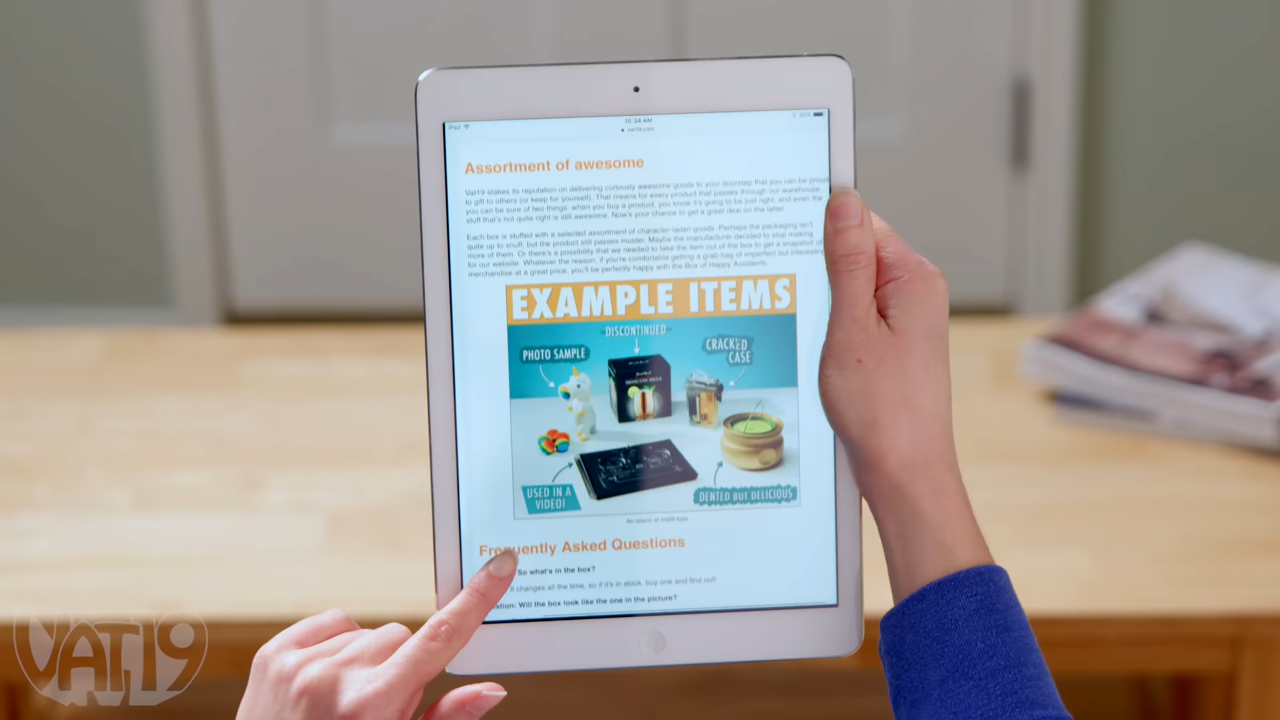 iPad
10:34 AM
vat19.com
Assortment of awesome
Vat19 stakes its reputation on delivering curiously awesome goods to your doorstep that you can be proud
to gift to others (or keep for yourself). That means for every product that passes through our warehouse,
you can be sure of two things: when you buy a product, you know it's going to be just right, and even the
stuff that's not quite right is still awesome. Now's your chance to get a great deal on the latter!
Each box is stuffed with a selected assortment of character-laden goods. Perhaps the packaging isn't
quite up to snuff, but the product still passes muster. Maybe the manufacturer decided to stop making
more of them. Or there's a possibility that we needed to take the item out of the box to get a snapshot of
for our website. Whatever the reason, if you're comfortable getting a grab bag of imperfect but interesting
merchandise at a great price, you'll be perfectly happy with the Box of Happy Accidents.
EXAMPLE ITEMS
DISCONTINUED
PHOTO SAMPLE
CRACKED
CASE
MOSCOW MULE
USED IN A
VIDEO!
DENTED BUT DELICIOUS
Frequently Asked Questions
So what's in the box?
It changes all the time, so if it's in stock, buy one and find out!
Will the box look like the one in the picture?
VAT19